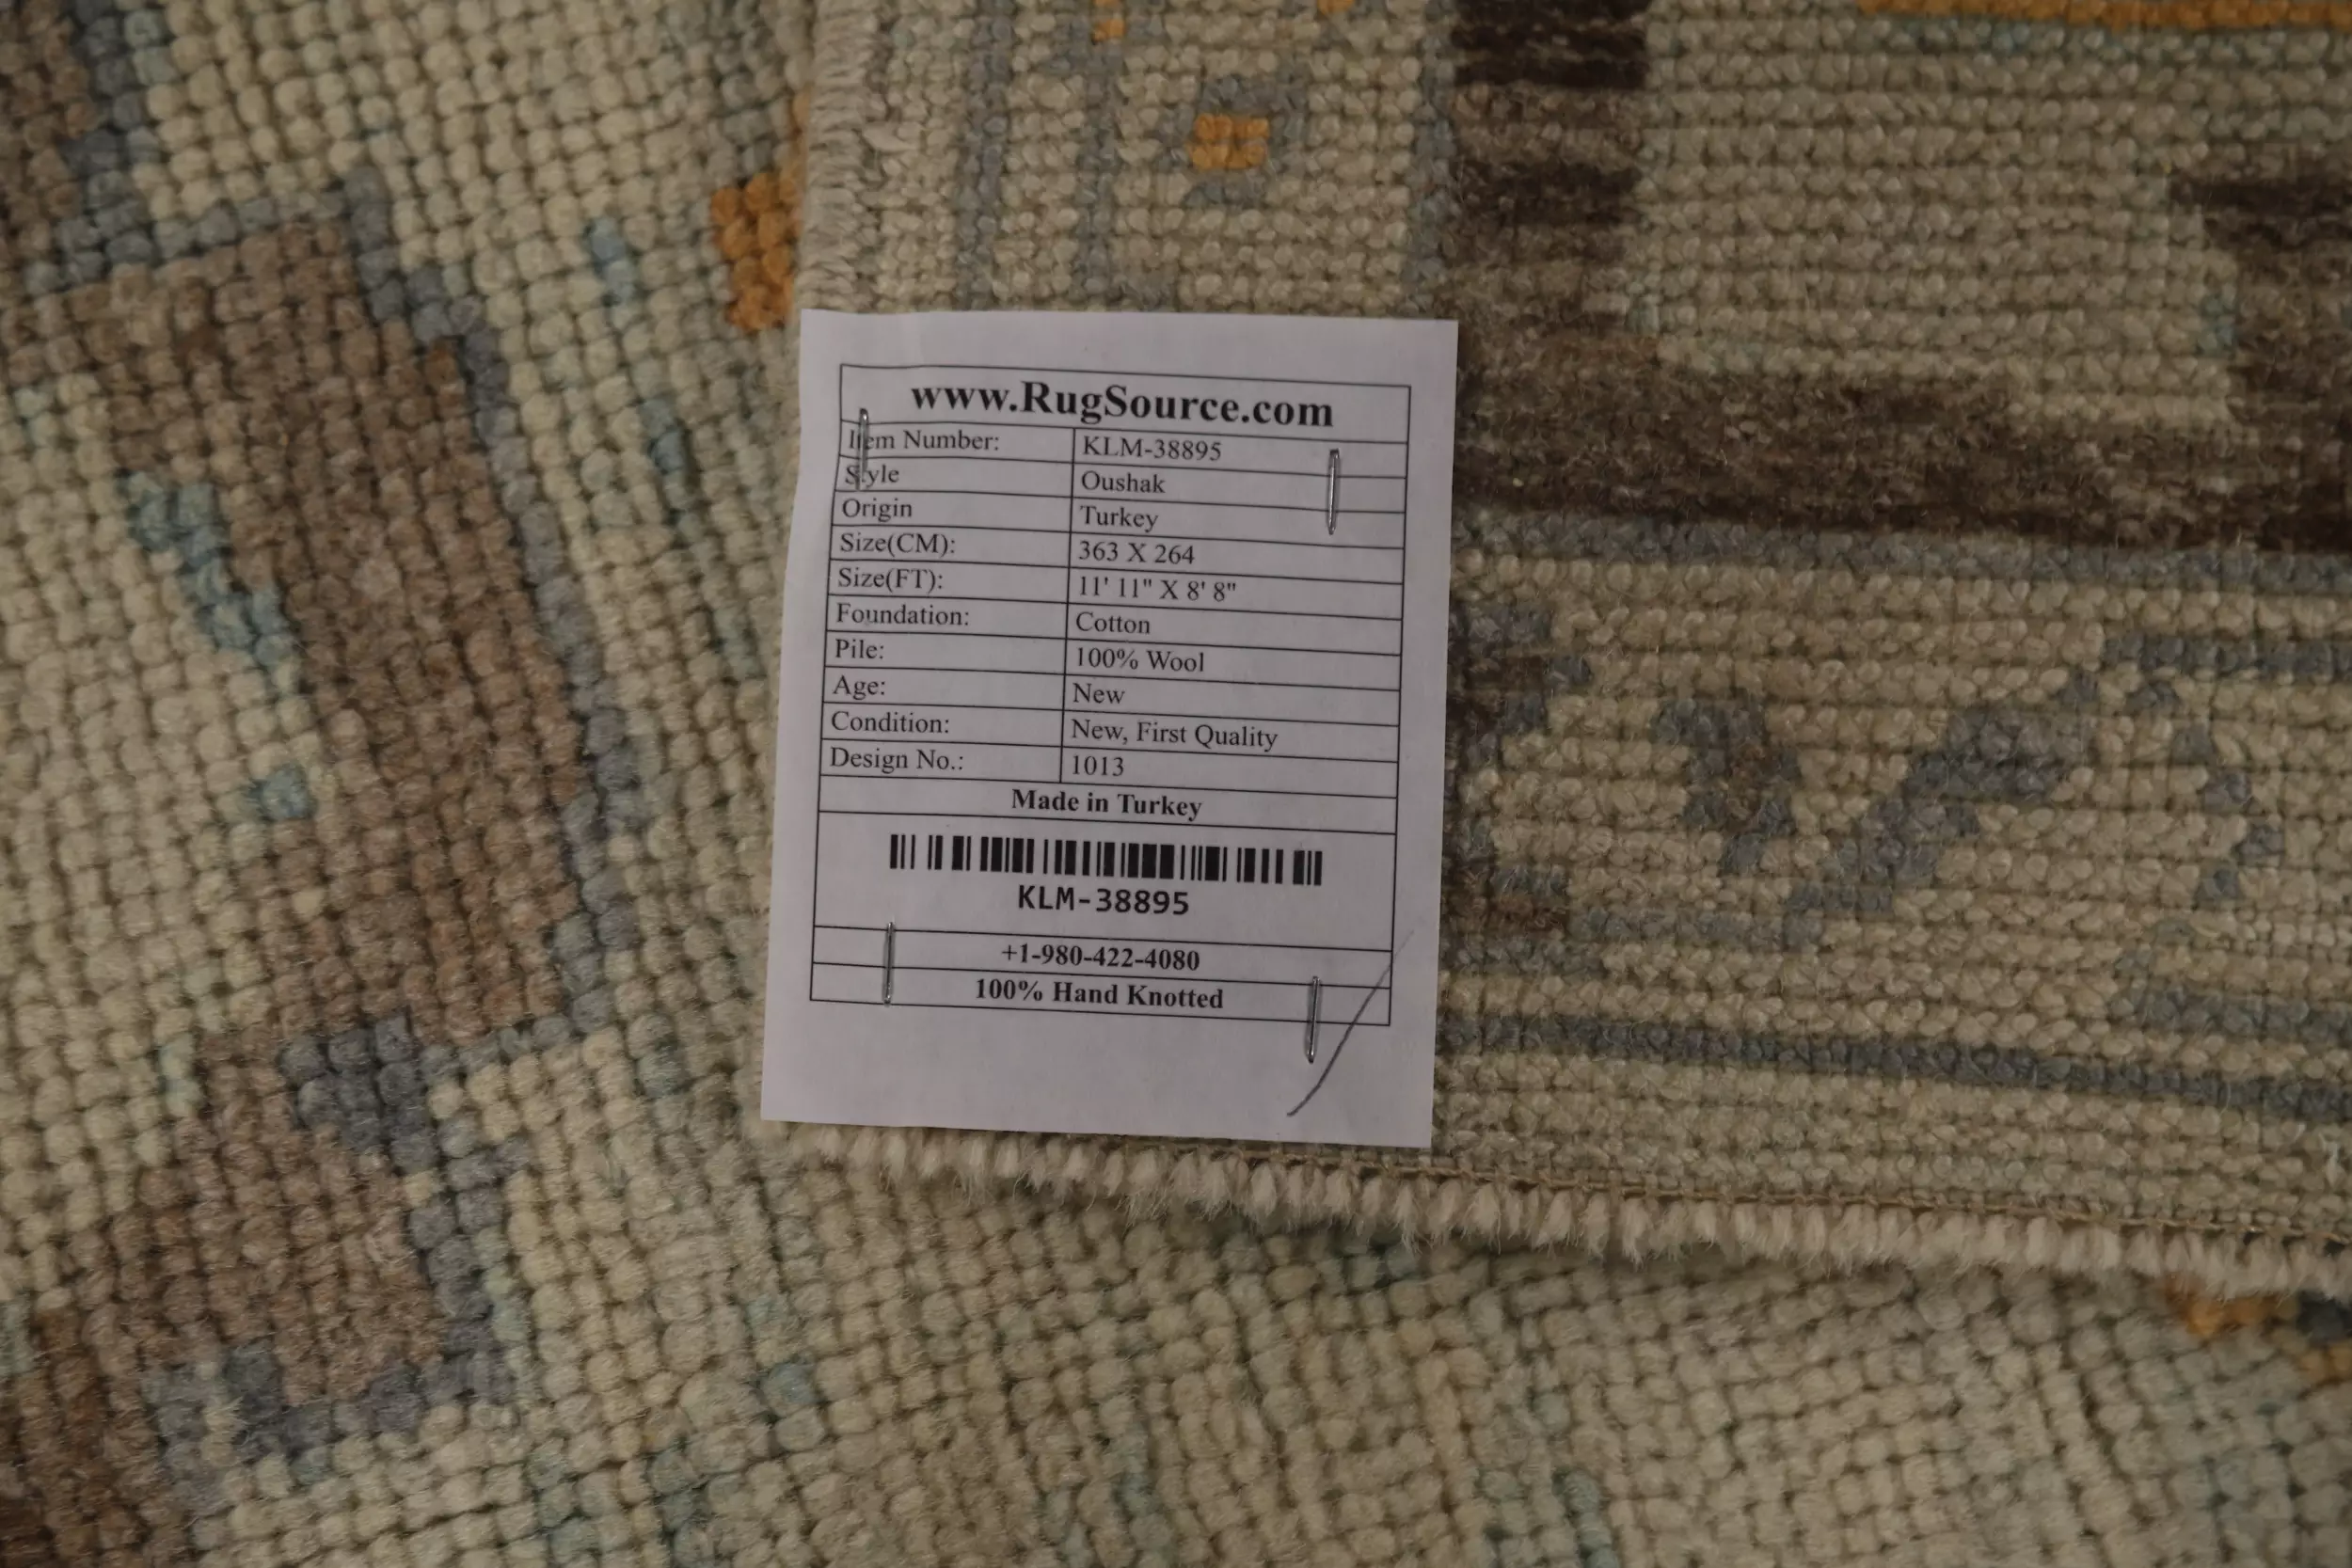 www.RugSource.com
Item Number: KLM-38895
Style Oushak
Origin Turkey
Size(CM): 363 X 264
Size(FT): 11' 11" X 8' 8"
Foundation: Cotton
Pile: 100% Wool
Age: New
Condition: New, First Quality
Design No.: 1013
Made in Turkey
KLM-38895
+1-980-422-4080
100% Hand Knotted